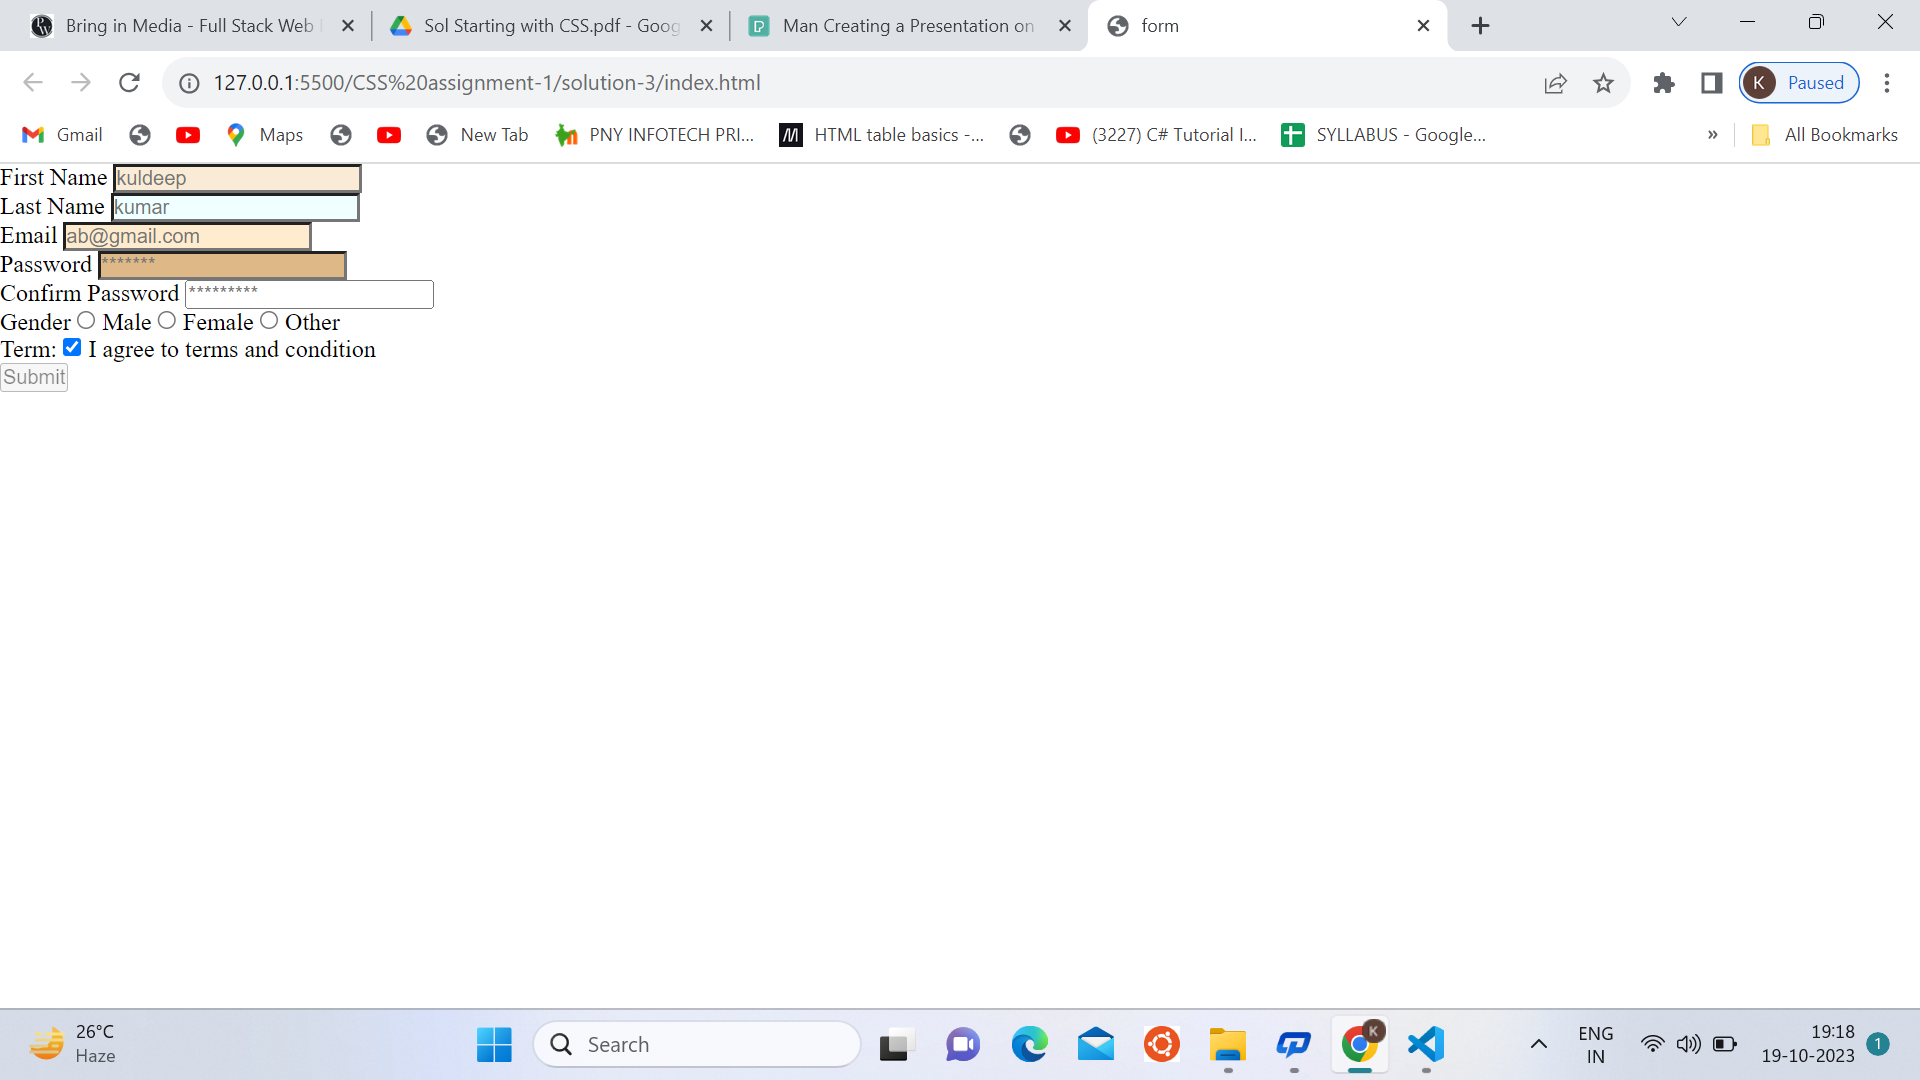 Bring in Media - Full Stack Web
Sol Starting with CSS.pdf - Goog
Man Creating a Presentation on
form
127.0.0.1:5500/CSS%20assignment-1/solution-3/index.html
K Paused
Gmail
Maps
New Tab
PNY INFOTECH PRI...
HTML table basics -...
(3227) C# Tutorial I...
SYLLABUS - Google...
»
All Bookmarks
First Name kuldeep
Last Name kumar
Email ab@gmail.com
Password *******
Confirm Password *********
Gender Male Female Other
Term: I agree to terms and condition
Submit
26°C
Haze
Search
K
ENG
IN
19:18
19-10-2023
1